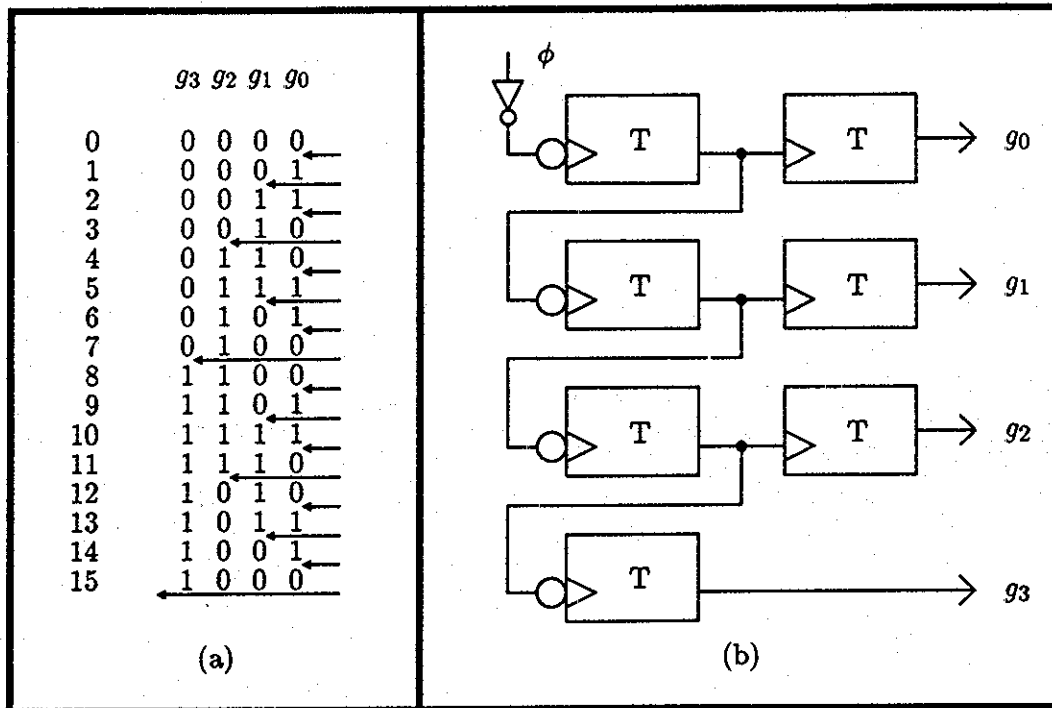 g3 g2 g1 g0
0 0 0 0 0
1 0 0 0 1
2 0 0 1 1
3 0 0 1 0
4 0 1 1 0
5 0 1 1 1
6 0 1 0 1
7 0 1 0 0
8 1 1 0 0
9 1 1 0 1
10 1 1 1 1
11 1 1 1 0
12 1 0 1 0
13 1 0 1 1
14 1 0 0 1
15 1 0 0 0
(a)
ϕ
T T g0
T T g1
T T g2
T g3
(b)